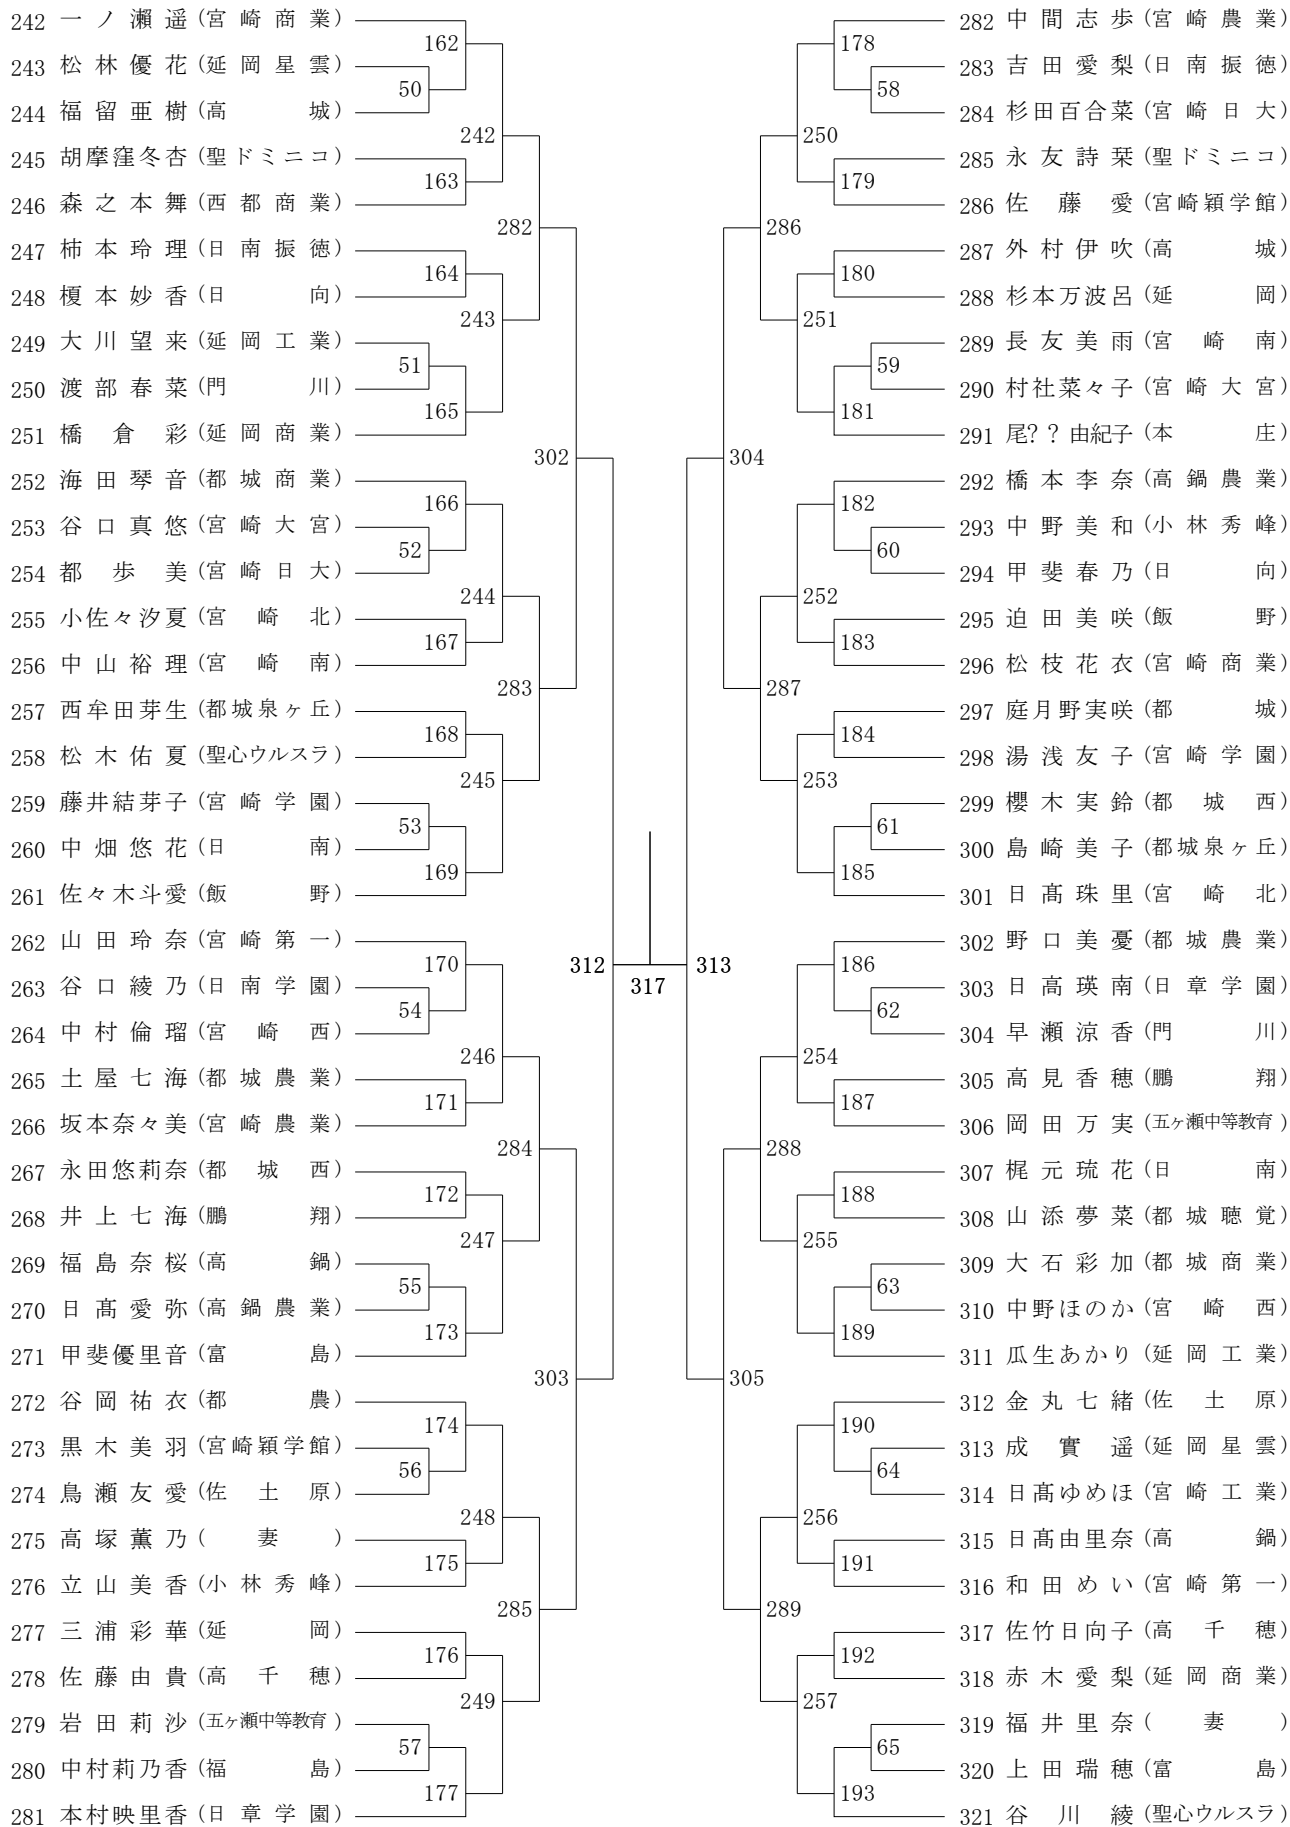 242 一ノ瀬遥 (宮崎商業)
243 松林優花 (延岡星雲)
244 福留亜樹 (高城)
245 胡摩窪冬杏 (聖ドミニコ)
246 森之本舞 (西都商業)
247 柿本玲理 (日南振徳)
248 榎本妙香 (日向)
249 大川望来 (延岡工業)
250 渡部春菜 (門川)
251 橋倉彩 (延岡商業)
252 海田琴音 (都城商業)
253 谷口真悠 (宮崎大宮)
254 都歩美 (宮崎日大)
255 小佐々汐夏 (宮崎北)
256 中山裕理 (宮崎南)
257 西牟田芽生 (都城泉ヶ丘)
258 松木佑夏 (聖心ウルスラ)
259 藤井結芽子 (宮崎学園)
260 中畑悠花 (日南)
261 佐々木斗愛 (飯野)
262 山田玲奈 (宮崎第一)
263 谷口綾乃 (日南学園)
264 中村倫瑠 (宮崎西)
265 土屋七海 (都城農業)
266 坂本奈々美 (宮崎農業)
267 永田悠莉奈 (都城西)
268 井上七海 (鵬翔)
269 福島奈桜 (高鍋)
270 日髙愛弥 (高鍋農業)
271 甲斐優里音 (富島)
272 谷岡祐衣 (都農)
273 黒木美羽 (宮崎穎学館)
274 鳥瀬友愛 (佐土原)
275 高塚薫乃 (妻)
276 立山美香 (小林秀峰)
277 三浦彩華 (延岡)
278 佐藤由貴 (高千穂)
279 岩田莉沙 (五ヶ瀬中等教育)
280 中村莉乃香 (福島)
281 本村映里香 (日章学園)
162
50
242
163
282
164
243
51
165
302
166
52
244
167
283
168
245
53
169
312
170
54
246
171
284
172
247
55
173
303
174
56
248
175
285
176
249
57
177
317
313
178
58
250
179
286
180
251
59
181
304
182
60
252
183
287
184
253
61
185
186
62
254
187
288
188
255
63
189
305
190
64
256
191
289
192
257
65
193
282 中間志歩 (宮崎農業)
283 吉田愛梨 (日南振徳)
284 杉田百合菜 (宮崎日大)
285 永友詩栞 (聖ドミニコ)
286 佐藤愛 (宮崎穎学館)
287 外村伊吹 (高城)
288 杉本万波呂 (延岡)
289 長友美雨 (宮崎南)
290 村社菜々子 (宮崎大宮)
291 尾??由紀子 (本庄)
292 橋本李奈 (高鍋農業)
293 中野美和 (小林秀峰)
294 甲斐春乃 (日向)
295 迫田美咲 (飯野)
296 松枝花衣 (宮崎商業)
297 庭月野実咲 (都城)
298 湯浅友子 (宮崎学園)
299 櫻木実鈴 (都城西)
300 島崎美子 (都城泉ヶ丘)
301 日髙珠里 (宮崎北)
302 野口美憂 (都城農業)
303 日高瑛南 (日章学園)
304 早瀬涼香 (門川)
305 高見香穂 (鵬翔)
306 岡田万実 (五ヶ瀬中等教育)
307 梶元琉花 (日南)
308 山添夢菜 (都城聴覚)
309 大石彩加 (都城商業)
310 中野ほのか (宮崎西)
311 瓜生あかり (延岡工業)
312 金丸七緒 (佐土原)
313 成實遥 (延岡星雲)
314 日髙ゆめほ (宮崎工業)
315 日髙由里奈 (高鍋)
316 和田めい (宮崎第一)
317 佐竹日向子 (高千穂)
318 赤木愛梨 (延岡商業)
319 福井里奈 (妻)
320 上田瑞穂 (富島)
321 谷川綾 (聖心ウルスラ)